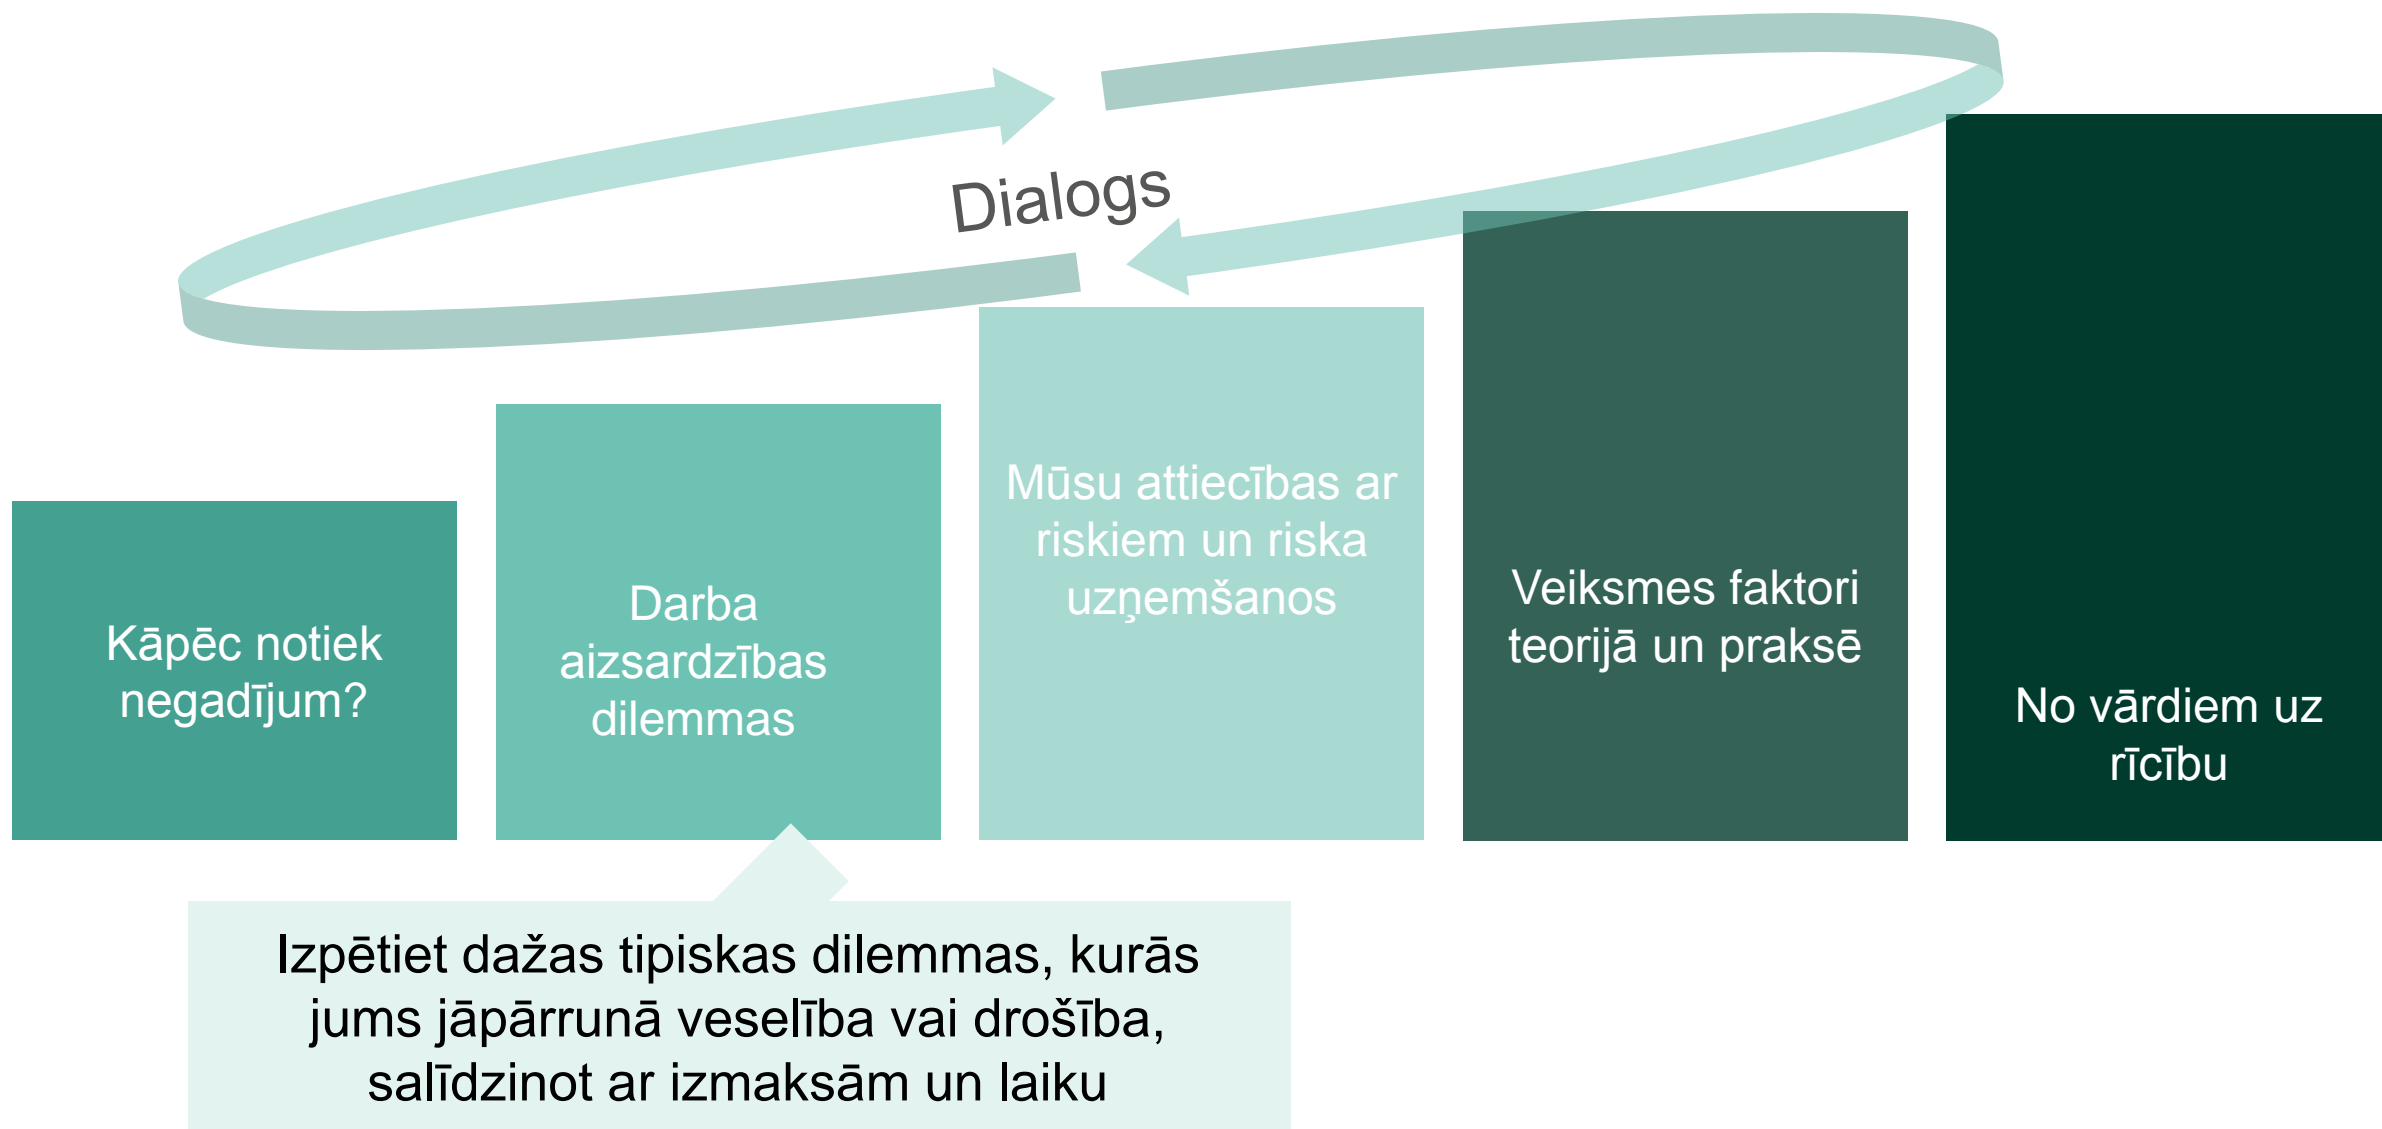 Dialogs
Kāpēc notiek
negadījum?
Darba
aizsardzības
dilemmas
Mūsu attiecības ar
riskiem un riska
uzņemšanos
Veiksmes faktori
teorijā un praksē
No vārdiem uz
rīcību
Izpētiet dažas tipiskas dilemmas, kurās
jums jāpārrunā veselība vai drošība,
salīdzinot ar izmaksām un laiku